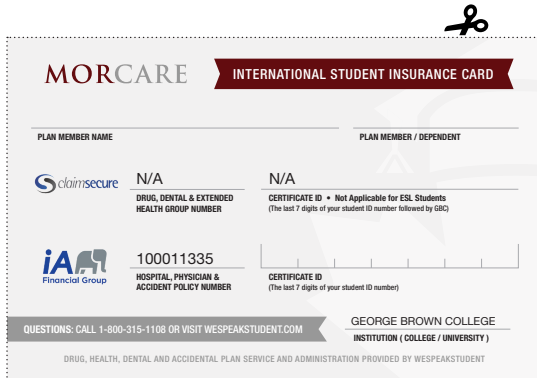 MORCARE
INTERNATIONAL STUDENT INSURANCE CARD
PLAN MEMBER NAME
PLAN MEMBER / DEPENDENT
claimsecure
N/A
DRUG, DENTAL & EXTENDED
HEALTH GROUP NUMBER
N/A
CERTIFICATE ID • Not Applicable for ESL Students
(The last 7 digits of your student ID number followed by GBC)
iA
Financial Group
100011335
HOSPITAL, PHYSICIAN &
ACCIDENT POLICY NUMBER
CERTIFICATE ID
(The last 7 digits of your student ID number)
QUESTIONS: CALL 1-800-315-1108 OR VISIT WESPEAKSTUDENT.COM
GEORGE BROWN COLLEGE
INSTITUTION ( COLLEGE / UNIVERSITY )
DRUG, HEALTH, DENTAL AND ACCIDENTAL PLAN SERVICE AND ADMINISTRATION PROVIDED BY WESPEAKSTUDENT